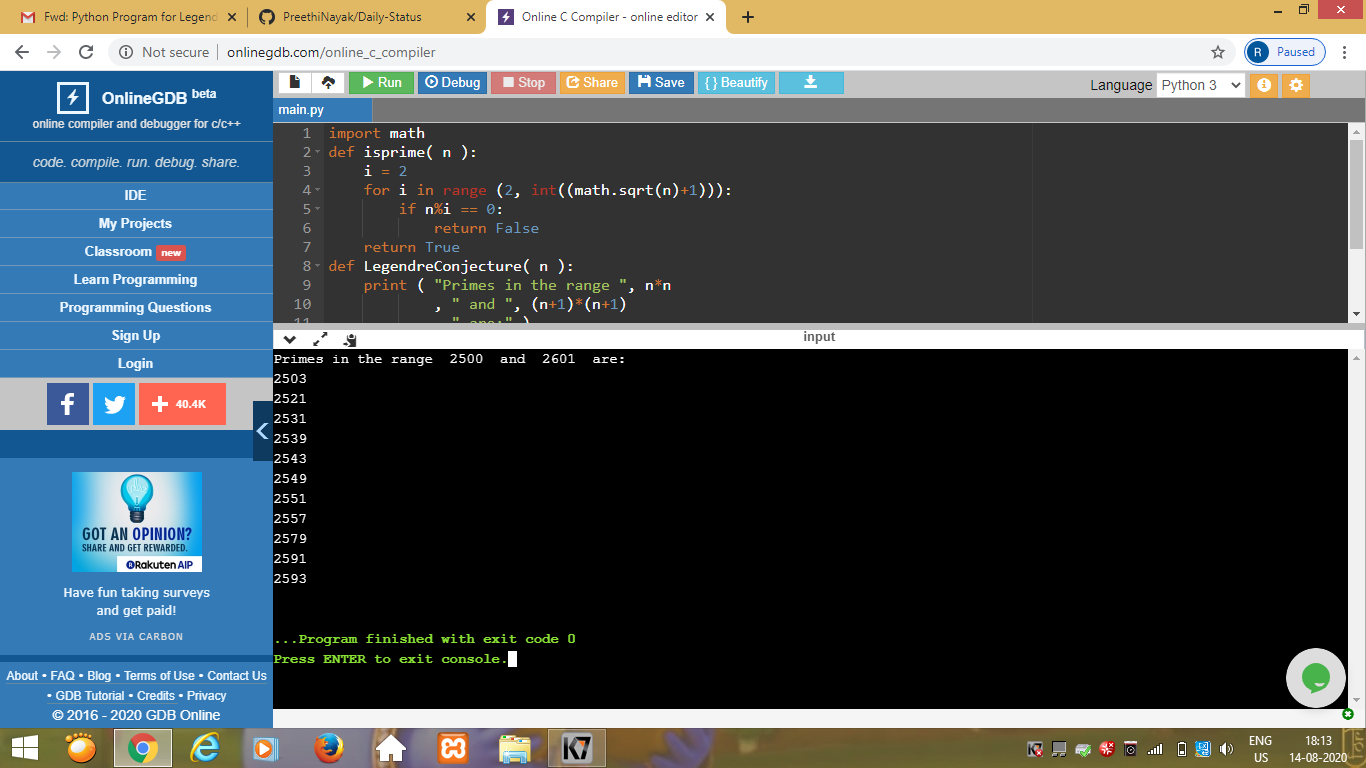 Fwd: Python Program for Legend
PreethiNayak/Daily-Status
Online C Compiler - online editor
Not secure | onlinegdb.com/online_c_compiler
R Paused
OnlineGDB beta
online compiler and debugger for c/c++
code. compile. run. debug. share.
IDE
My Projects
Classroom new
Learn Programming
Programming Questions
Sign Up
Login
f
40.4K
GOT AN OPINION?
SHARE AND GET REWARDED.
Rakuten AIP
Have fun taking surveys
and get paid!
ADS VIA CARBON
About • FAQ • Blog • Terms of Use • Contact Us
• GDB Tutorial • Credits • Privacy
© 2016 - 2020 GDB Online
Run Debug Stop Share Save { } Beautify
Language Python 3
main.py
1 import math
2 def isprime( n ):
3 i = 2
4 for i in range (2, int((math.sqrt(n)+1))):
5 if n%i == 0:
6 return False
7 return True
8 def LegendreConjecture( n ):
9 print ( "Primes in the range ", n*n
10 , " and ", (n+1)*(n+1)
11 , " are:" )
input
Primes in the range  2500  and  2601  are:
2503
2521
2531
2539
2543
2549
2551
2557
2579
2591
2593
...Program finished with exit code 0
Press ENTER to exit console.
K7
ENG
US
18:13
14-08-2020